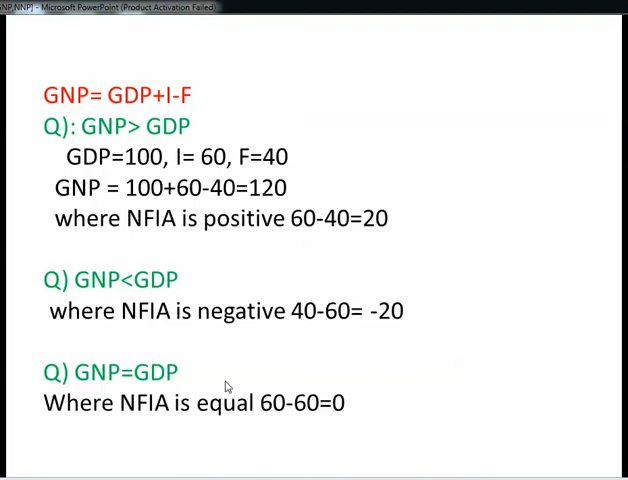 GNP NNP] - Microsoft PowerPoint (Product Activation Failed)
GNP= GDP+I-F
Q): GNP> GDP
GDP=100, I= 60, F=40
GNP = 100+60-40=120
where NFIA is positive 60-40=20
Q) GNP<GDP
where NFIA is negative 40-60= -20
Q) GNP=GDP
Where NFIA is equal 60-60=0